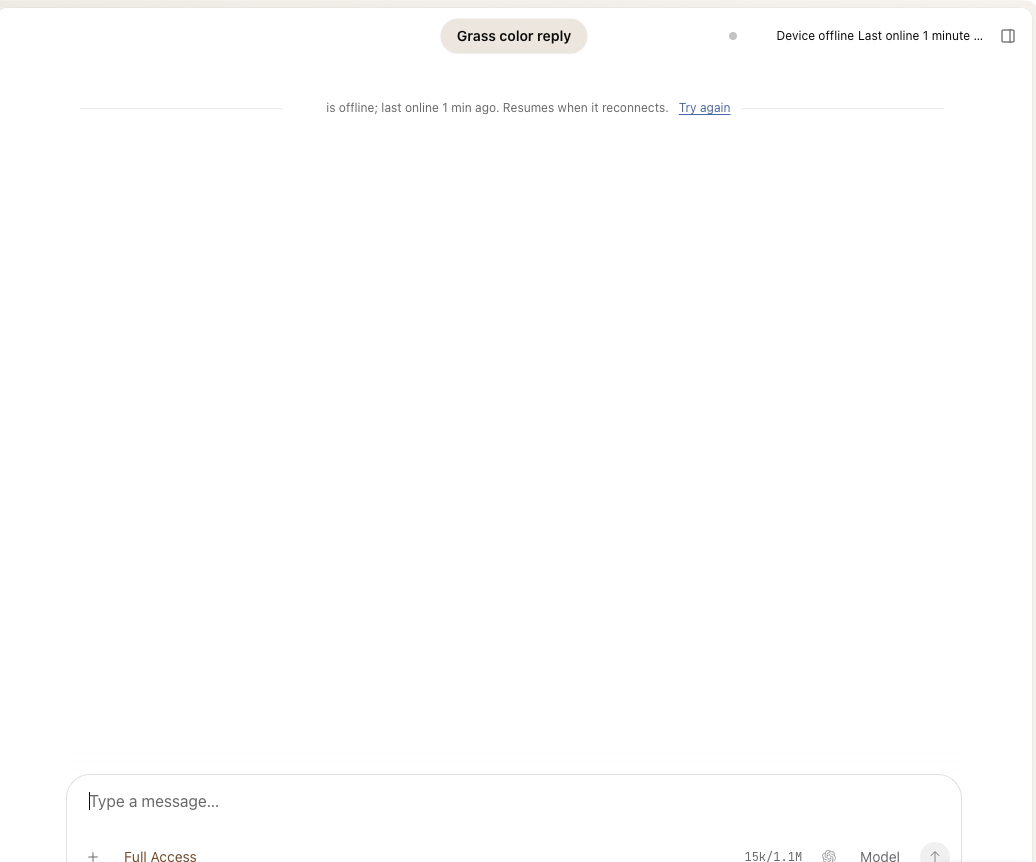 Grass color reply
Device offline Last online 1 minute ...
is offline; last online 1 min ago. Resumes when it reconnects. Try again
Type a message...
+ Full Access 15k/1.1M Model